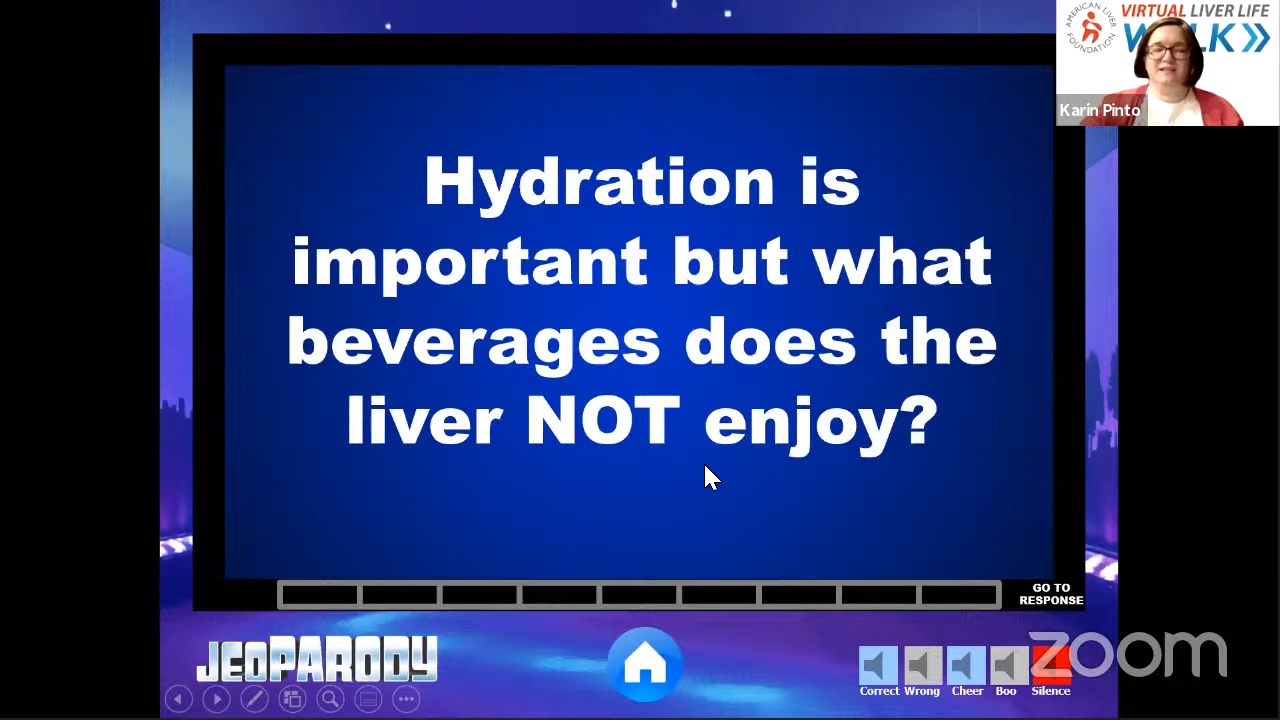 AMERICAN LIVER FOUNDATION
VIRTUAL LIVER LIFE
Karin Pinto
Hydration is
important but what
beverages does the
liver NOT enjoy?
GO TO
RESPONSE
JEOPARODY
Correct Wrong Cheer Boo Silence
zoom